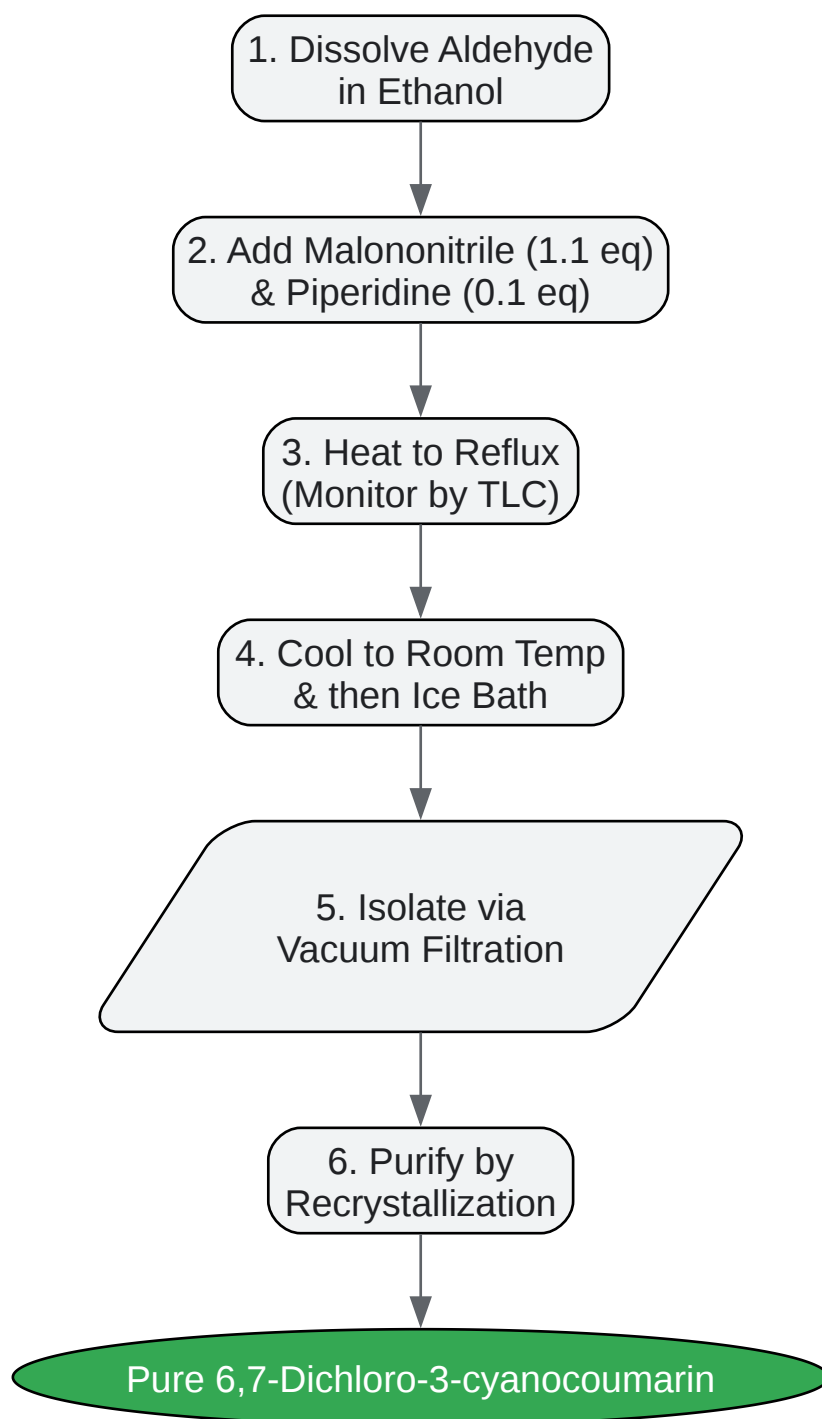 1. Dissolve Aldehyde
in Ethanol
2. Add Malononitrile (1.1 eq)
& Piperidine (0.1 eq)
3. Heat to Reflux
(Monitor by TLC)
4. Cool to Room Temp
& then Ice Bath
5. Isolate via
Vacuum Filtration
6. Purify by
Recrystallization
Pure 6,7-Dichloro-3-cyanocoumarin